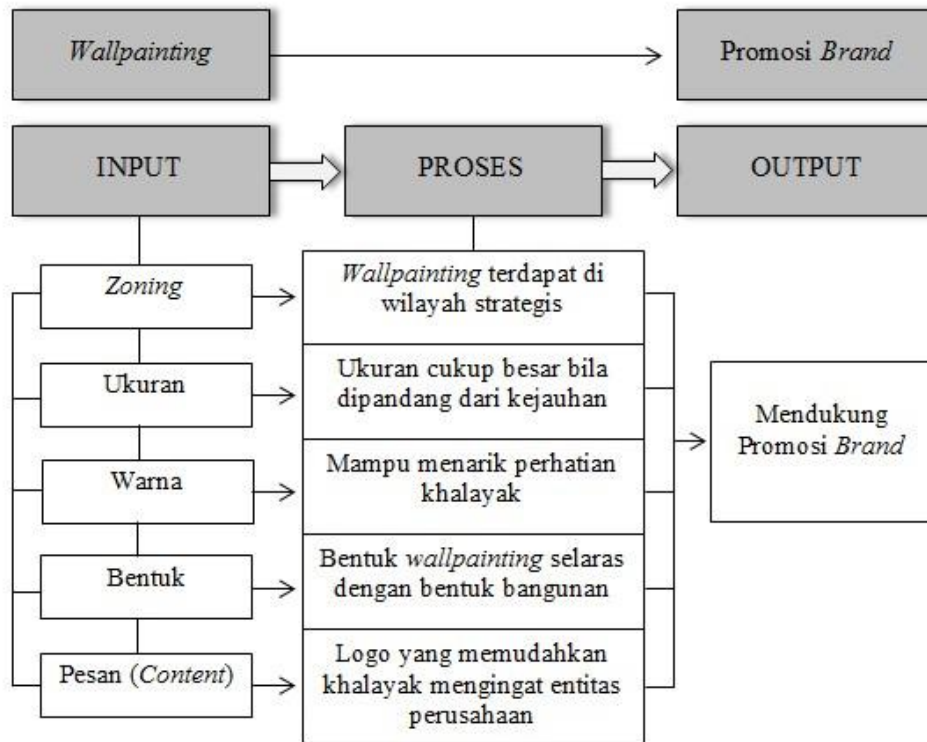 Wallpainting
Promosi Brand
INPUT
PROSES
OUTPUT
Zoning
Wallpainting terdapat di
wilayah strategis
Ukuran
Ukuran cukup besar bila
dipandang dari kejauhan
Warna
Mampu menarik perhatian
khalayak
Bentuk
Bentuk wallpainting selaras
dengan bentuk bangunan
Pesan (Content)
Logo yang memudahkan
khalayak mengingat entitas
perusahaan
Mendukung
Promosi Brand